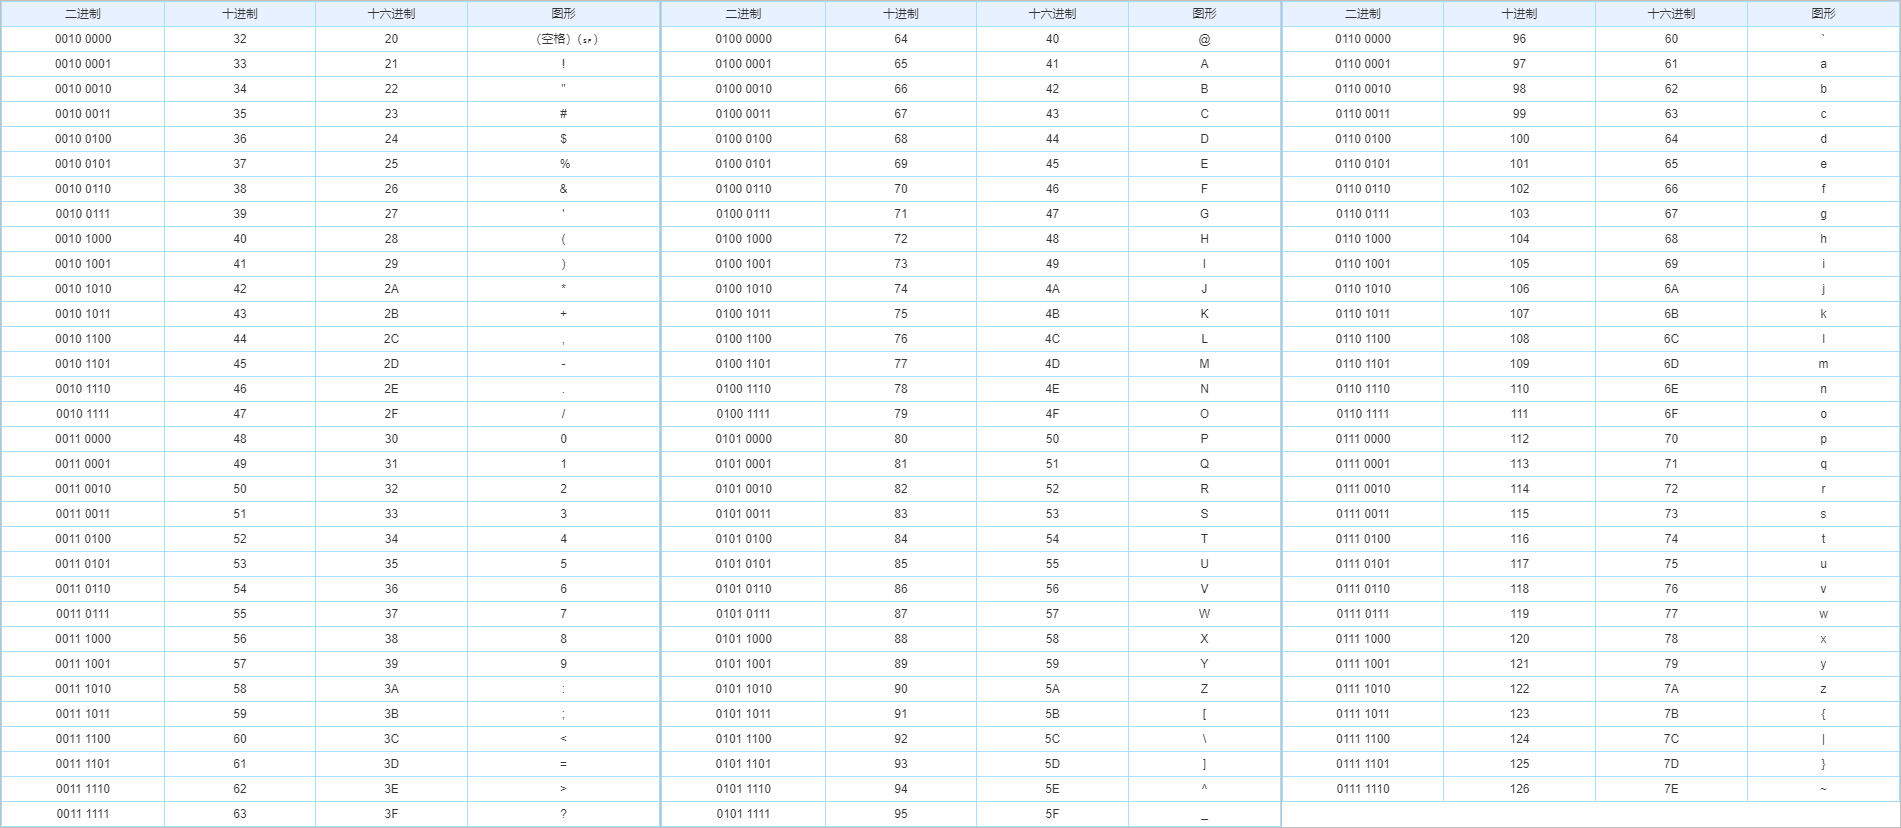 二进制 十进制 十六进制 图形 二进制 十进制 十六进制 图形 二进制 十进制 十六进制 图形
0010 0000 32 20 (空格) (␠) 0100 0000 64 40 @ 0110 0000 96 60 `
0010 0001 33 21 ! 0100 0001 65 41 A 0110 0001 97 61 a
0010 0010 34 22 " 0100 0010 66 42 B 0110 0010 98 62 b
0010 0011 35 23 # 0100 0011 67 43 C 0110 0011 99 63 c
0010 0100 36 24 $ 0100 0100 68 44 D 0110 0100 100 64 d
0010 0101 37 25 % 0100 0101 69 45 E 0110 0101 101 65 e
0010 0110 38 26 & 0100 0110 70 46 F 0110 0110 102 66 f
0010 0111 39 27 ' 0100 0111 71 47 G 0110 0111 103 67 g
0010 1000 40 28 ( 0100 1000 72 48 H 0110 1000 104 68 h
0010 1001 41 29 ) 0100 1001 73 49 I 0110 1001 105 69 i
0010 1010 42 2A * 0100 1010 74 4A J 0110 1010 106 6A j
0010 1011 43 2B + 0100 1011 75 4B K 0110 1011 107 6B k
0010 1100 44 2C , 0100 1100 76 4C L 0110 1100 108 6C l
0010 1101 45 2D - 0100 1101 77 4D M 0110 1101 109 6D m
0010 1110 46 2E . 0100 1110 78 4E N 0110 1110 110 6E n
0010 1111 47 2F / 0100 1111 79 4F O 0110 1111 111 6F o
0011 0000 48 30 0 0101 0000 80 50 P 0111 0000 112 70 p
0011 0001 49 31 1 0101 0001 81 51 Q 0111 0001 113 71 q
0011 0010 50 32 2 0101 0010 82 52 R 0111 0010 114 72 r
0011 0011 51 33 3 0101 0011 83 53 S 0111 0011 115 73 s
0011 0100 52 34 4 0101 0100 84 54 T 0111 0100 116 74 t
0011 0101 53 35 5 0101 0101 85 55 U 0111 0101 117 75 u
0011 0110 54 36 6 0101 0110 86 56 V 0111 0110 118 76 v
0011 0111 55 37 7 0101 0111 87 57 W 0111 0111 119 77 w
0011 1000 56 38 8 0101 1000 88 58 X 0111 1000 120 78 x
0011 1001 57 39 9 0101 1001 89 59 Y 0111 1001 121 79 y
0011 1010 58 3A : 0101 1010 90 5A Z 0111 1010 122 7A z
0011 1011 59 3B ; 0101 1011 91 5B [ 0111 1011 123 7B {
0011 1100 60 3C < 0101 1100 92 5C \ 0111 1100 124 7C |
0011 1101 61 3D = 0101 1101 93 5D ] 0111 1101 125 7D }
0011 1110 62 3E > 0101 1110 94 5E ^ 0111 1110 126 7E ~
0011 1111 63 3F ? 0101 1111 95 5F _